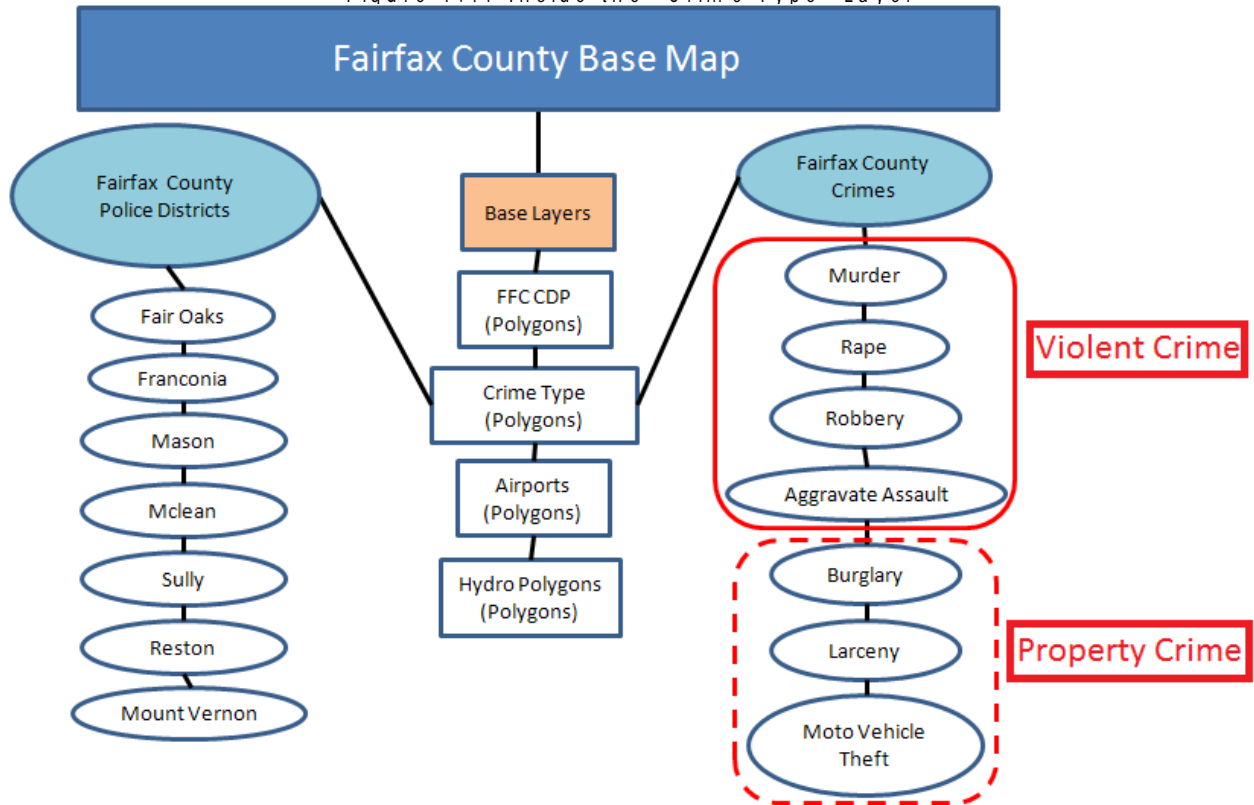 Fairfax County Base Map
Fairfax County
Police Districts
Fair Oaks
Franconia
Mason
Mclean
Sully
Reston
Mount Vernon
Base Layers
FFC CDP
(Polygons)
Crime Type
(Polygons)
Airports
(Polygons)
Hydro Polygons
(Polygons)
Fairfax County
Crimes
Murder
Rape
Robbery
Aggravate Assault
Burglary
Larceny
Moto Vehicle
Theft
Violent Crime
Property Crime